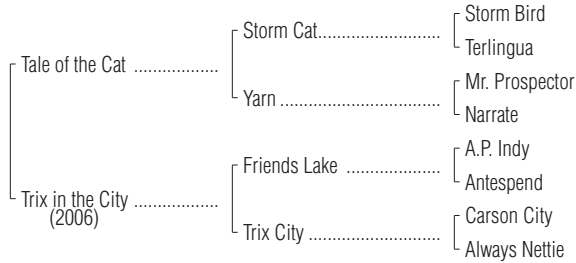 Storm Bird
Storm Cat..........................
Terlingua
Tale of the Cat ..................
Mr. Prospector
Yarn ..................................
Narrate
A.P. Indy
Friends Lake ....................
Antespend
Trix in the City ..................
(2006)
Carson City
Trix City ............................
Always Nettie